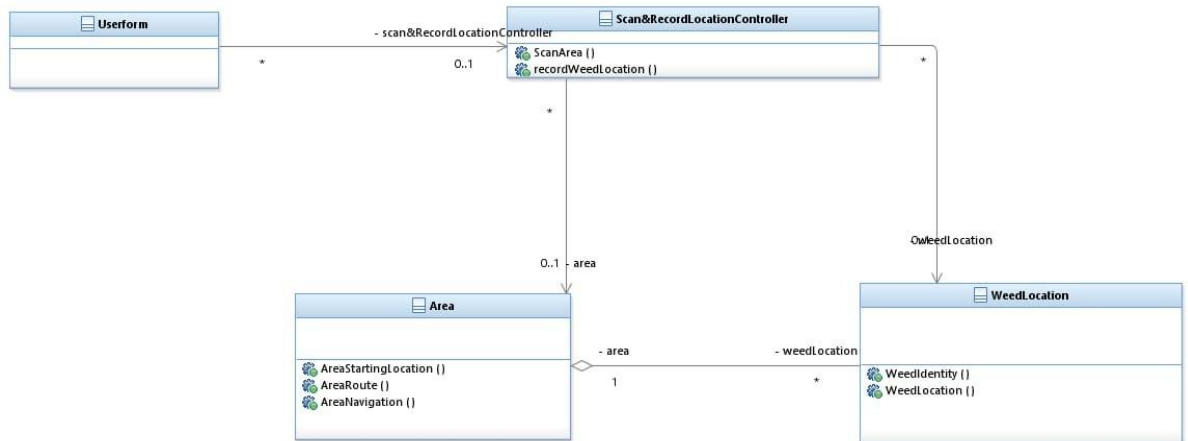 Userform
Scan&RecordLocationController
- scan&RecordLocationController
ScanArea ()
recordWeedLocation ()
*
0..1
*
*
- weedLocation
0..1
- area
Area
WeedLocation
AreaStartingLocation ()
AreaRoute ()
AreaNavigation ()
- area
- weedLocation
1
*
WeedIdentity ()
WeedLocation ()